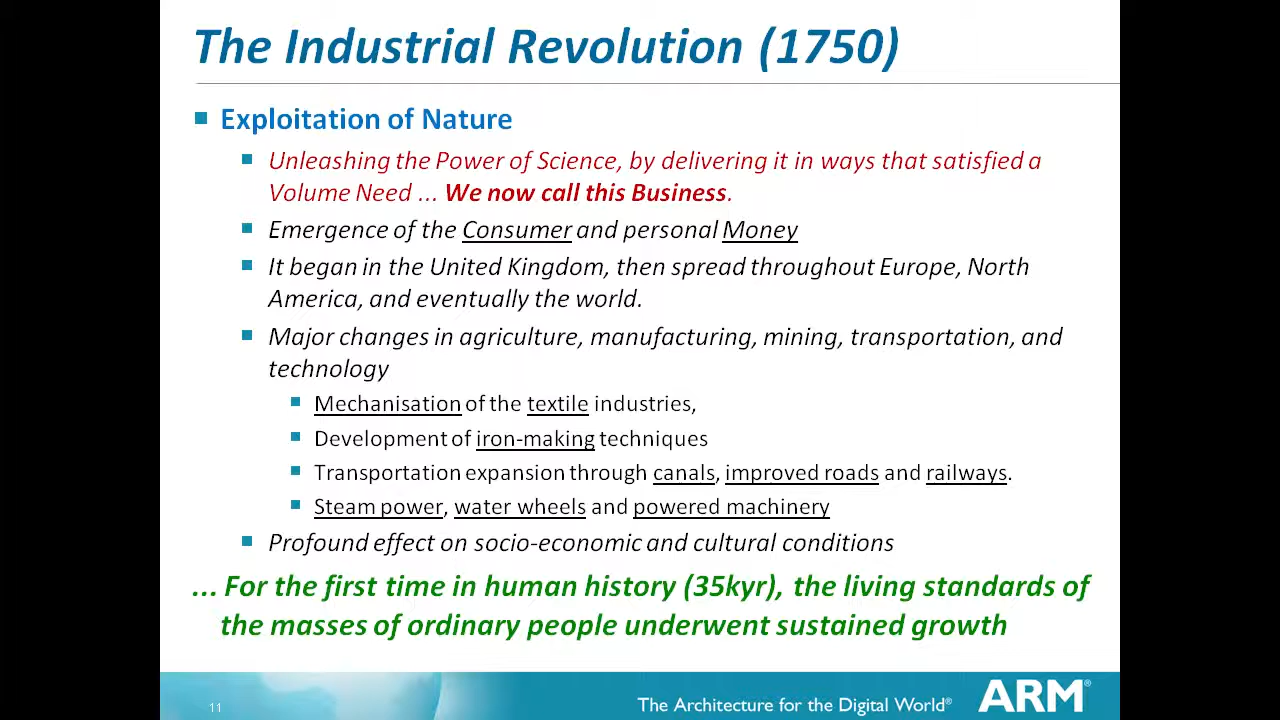 The Industrial Revolution (1750)
Exploitation of Nature
Unleashing the Power of Science, by delivering it in ways that satisfied a
Volume Need ... We now call this Business.
Emergence of the Consumer and personal Money
It began in the United Kingdom, then spread throughout Europe, North
America, and eventually the world.
Major changes in agriculture, manufacturing, mining, transportation, and
technology
Mechanisation of the textile industries,
Development of iron-making techniques
Transportation expansion through canals, improved roads and railways.
Steam power, water wheels and powered machinery
Profound effect on socio-economic and cultural conditions
... For the first time in human history (35kyr), the living standards of
the masses of ordinary people underwent sustained growth
11
The Architecture for the Digital World® ARM®